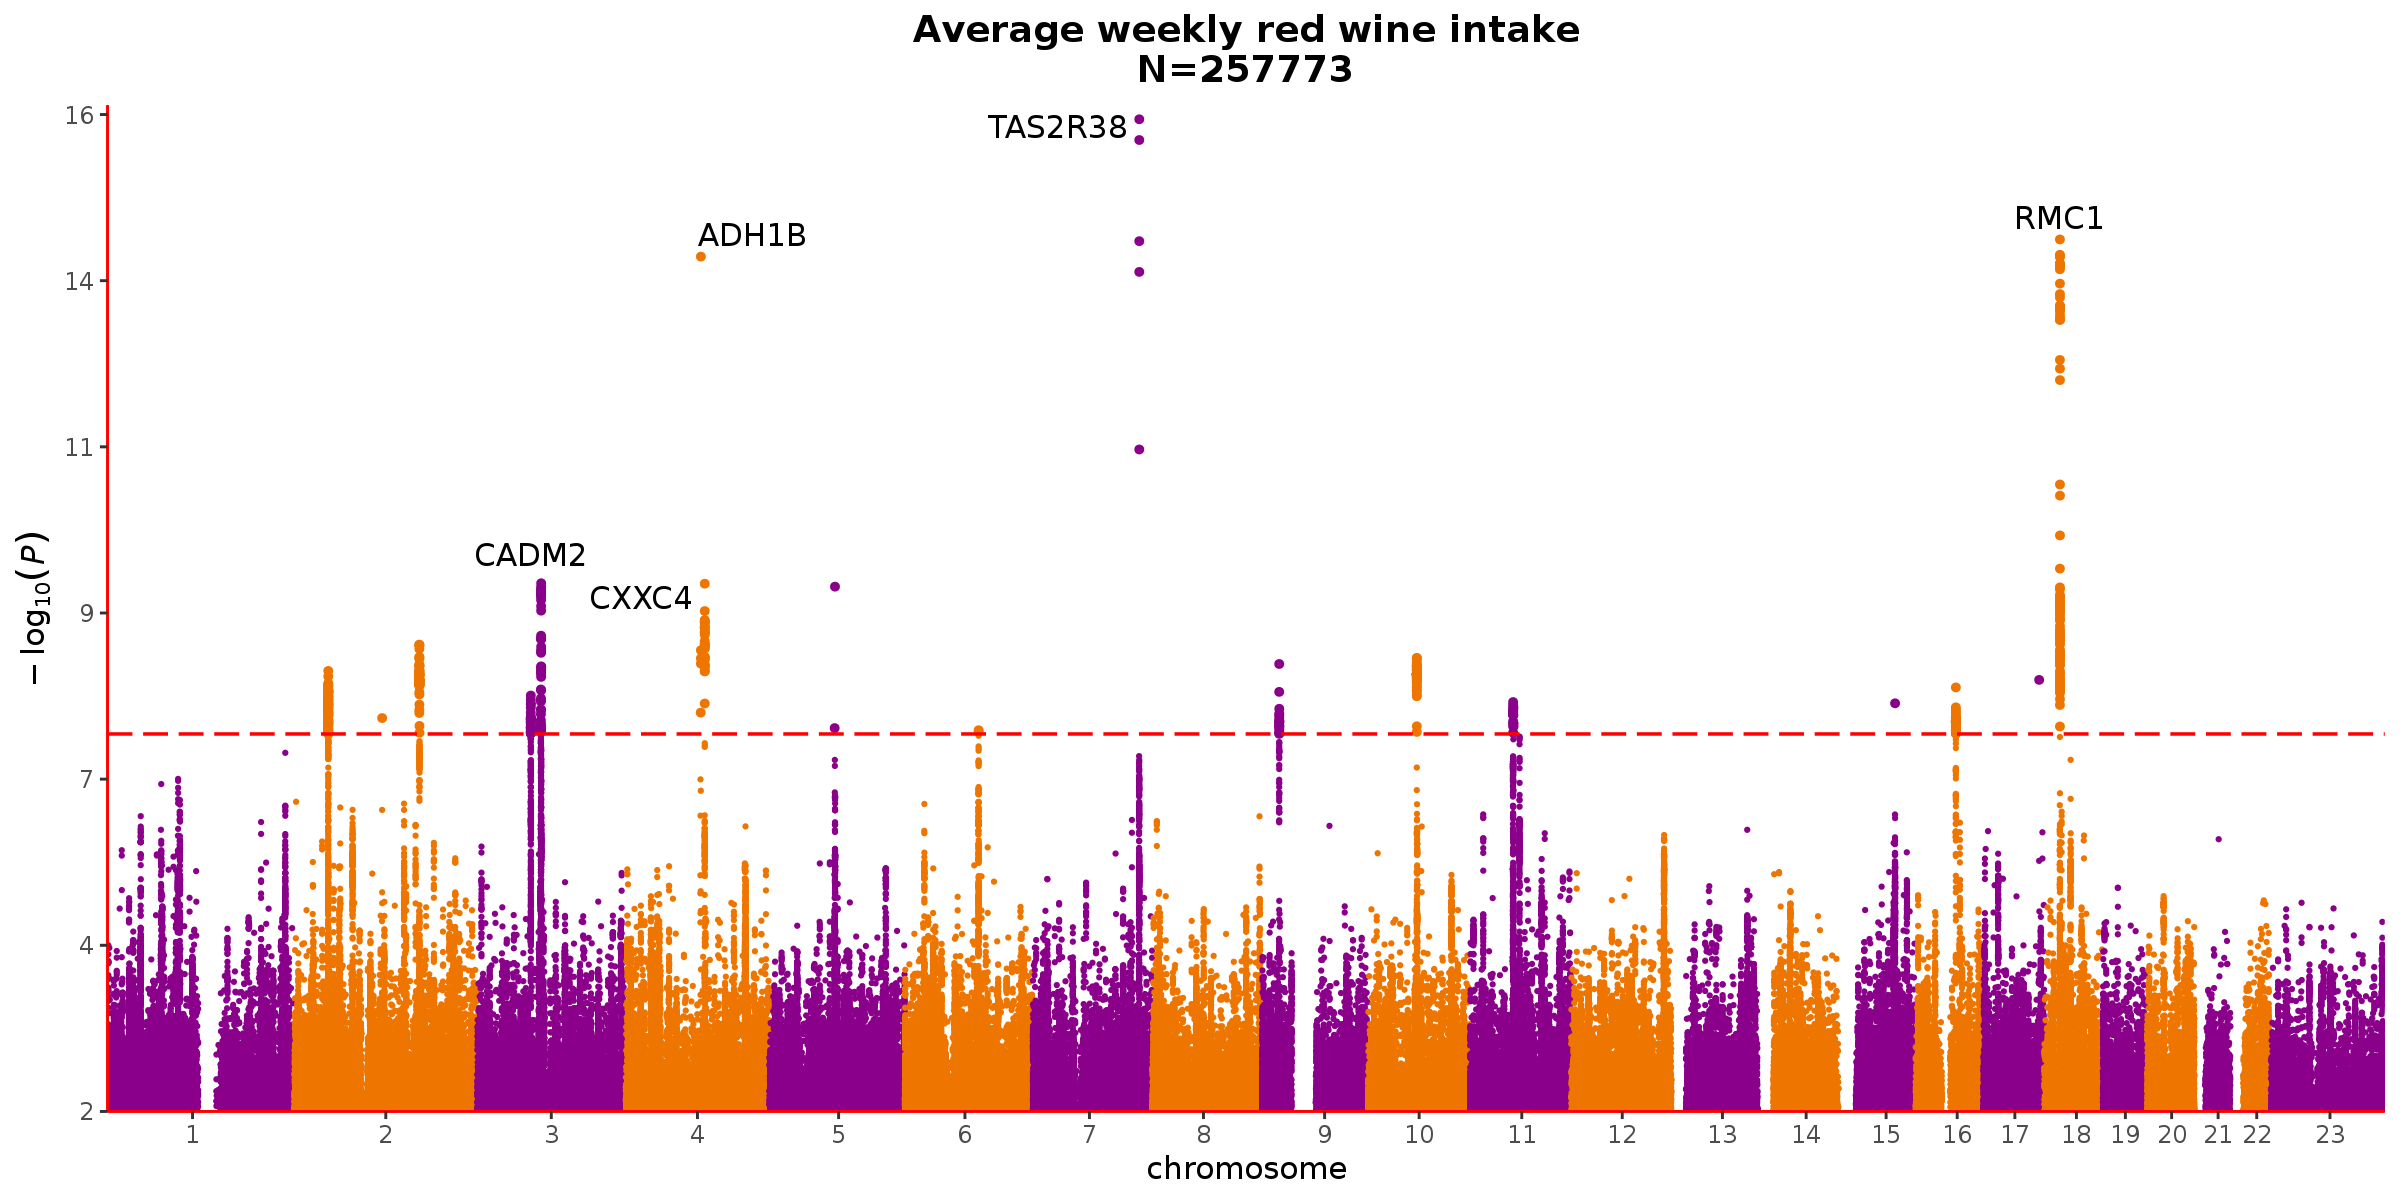 Average weekly red wine intake
N=257773
16
TAS2R38
RMC1
ADH1B
14
11
CADM2
CXXC4
9
7
4
2
−log₁₀(P)
1 2 3 4 5 6 7 8 9 10 11 12 13 14 15 16 17 18 19 20 21 22 23
chromosome